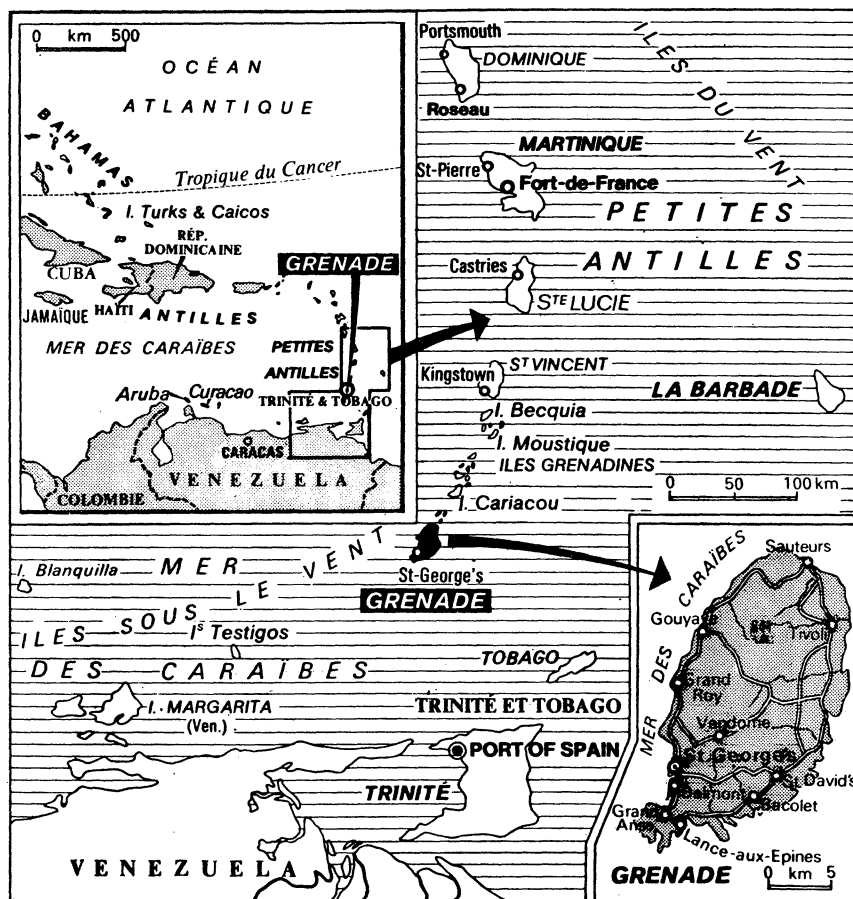 0 km 500
OCÉAN
ATLANTIQUE
BAHAMAS
Tropique du Cancer
I. Turks & Caicos
RÉP.
DOMINICAINE
CUBA
GRENADE
HAITI
JAMAÏQUE
ANTILLES
MER DES CARAÏBES
PETITES
ANTILLES
Aruba
Curacao
TRINITÉ & TOBAGO
CARACAS
VENEZUELA
COLOMBIE
Portsmouth
DOMINIQUE
Roseau
ILES DU VENT
MARTINIQUE
St-Pierre
Fort-de-France
PETITES
ANTILLES
Castries
STE LUCIE
ST VINCENT
Kingstown
LA BARBADE
I. Becquia
I. Moustique
ILES GRENADINES
0 50 100 km
I. Cariacou
St-George's
GRENADE
I. Blanquilla
MER
DES CARAÏBES
ILES SOUS LE VENT
Is Testigos
TOBAGO
I. MARGARITA
(Ven.)
TRINITÉ ET TOBAGO
PORT OF SPAIN
TRINITÉ
VENEZUELA
MER DES CARAÏBES
Sauteurs
Gouyave
Tivoli
Grand
Roy
Vendome
St-George's
St David's
Belmont
Bacolet
Grand
Anse
Lance-aux-Epines
GRENADE
0 km 5